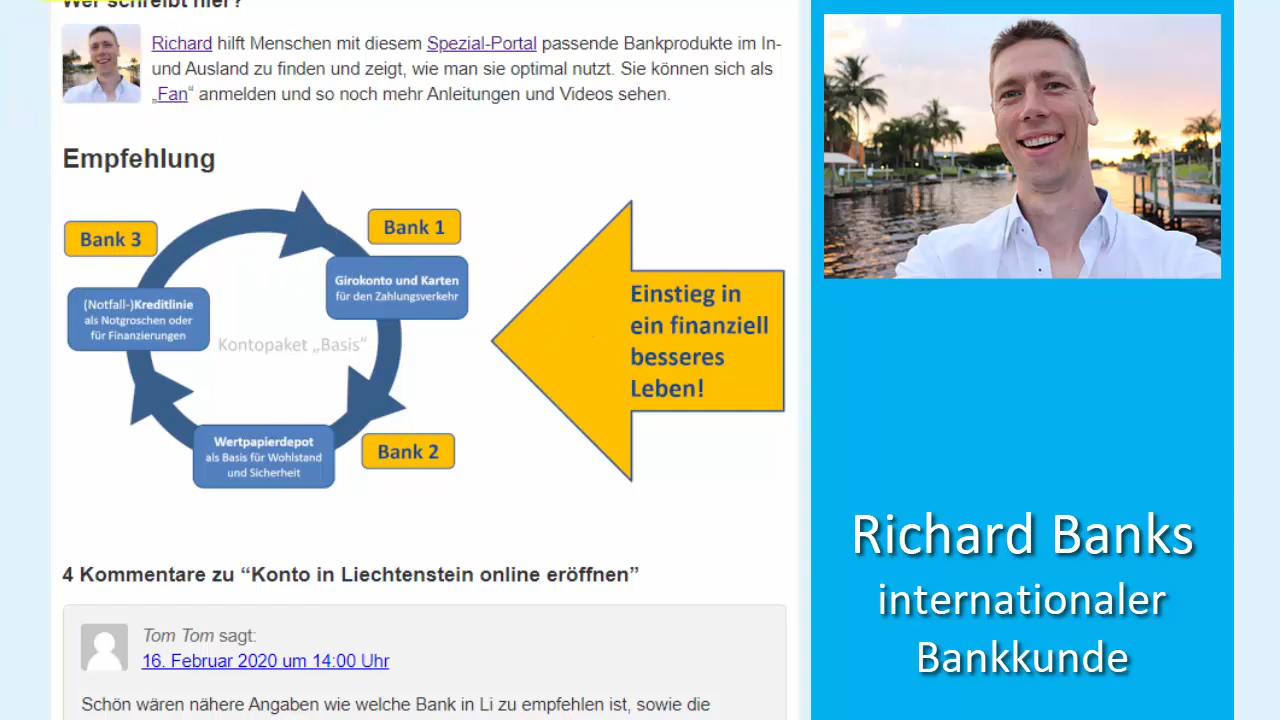 Wer schreibt hier?
Richard hilft Menschen mit diesem Spezial-Portal passende Bankprodukte im In-
und Ausland zu finden und zeigt, wie man sie optimal nutzt. Sie können sich als
„Fan“ anmelden und so noch mehr Anleitungen und Videos sehen.
Empfehlung
Bank 3
Bank 1
Girokonto und Karten
für den Zahlungsverkehr
(Notfall-)Kreditlinie
als Notgroschen oder
für Finanzierungen
Kontopaket „Basis“
Wertpapierdepot
als Basis für Wohlstand
und Sicherheit
Bank 2
Einstieg in
ein finanziell
besseres
Leben!
4 Kommentare zu “Konto in Liechtenstein online eröffnen”
Tom Tom sagt:
16. Februar 2020 um 14:00 Uhr
Schön wären nähere Angaben wie welche Bank in Li zu empfehlen ist, sowie die
Richard Banks
internationaler
Bankkunde